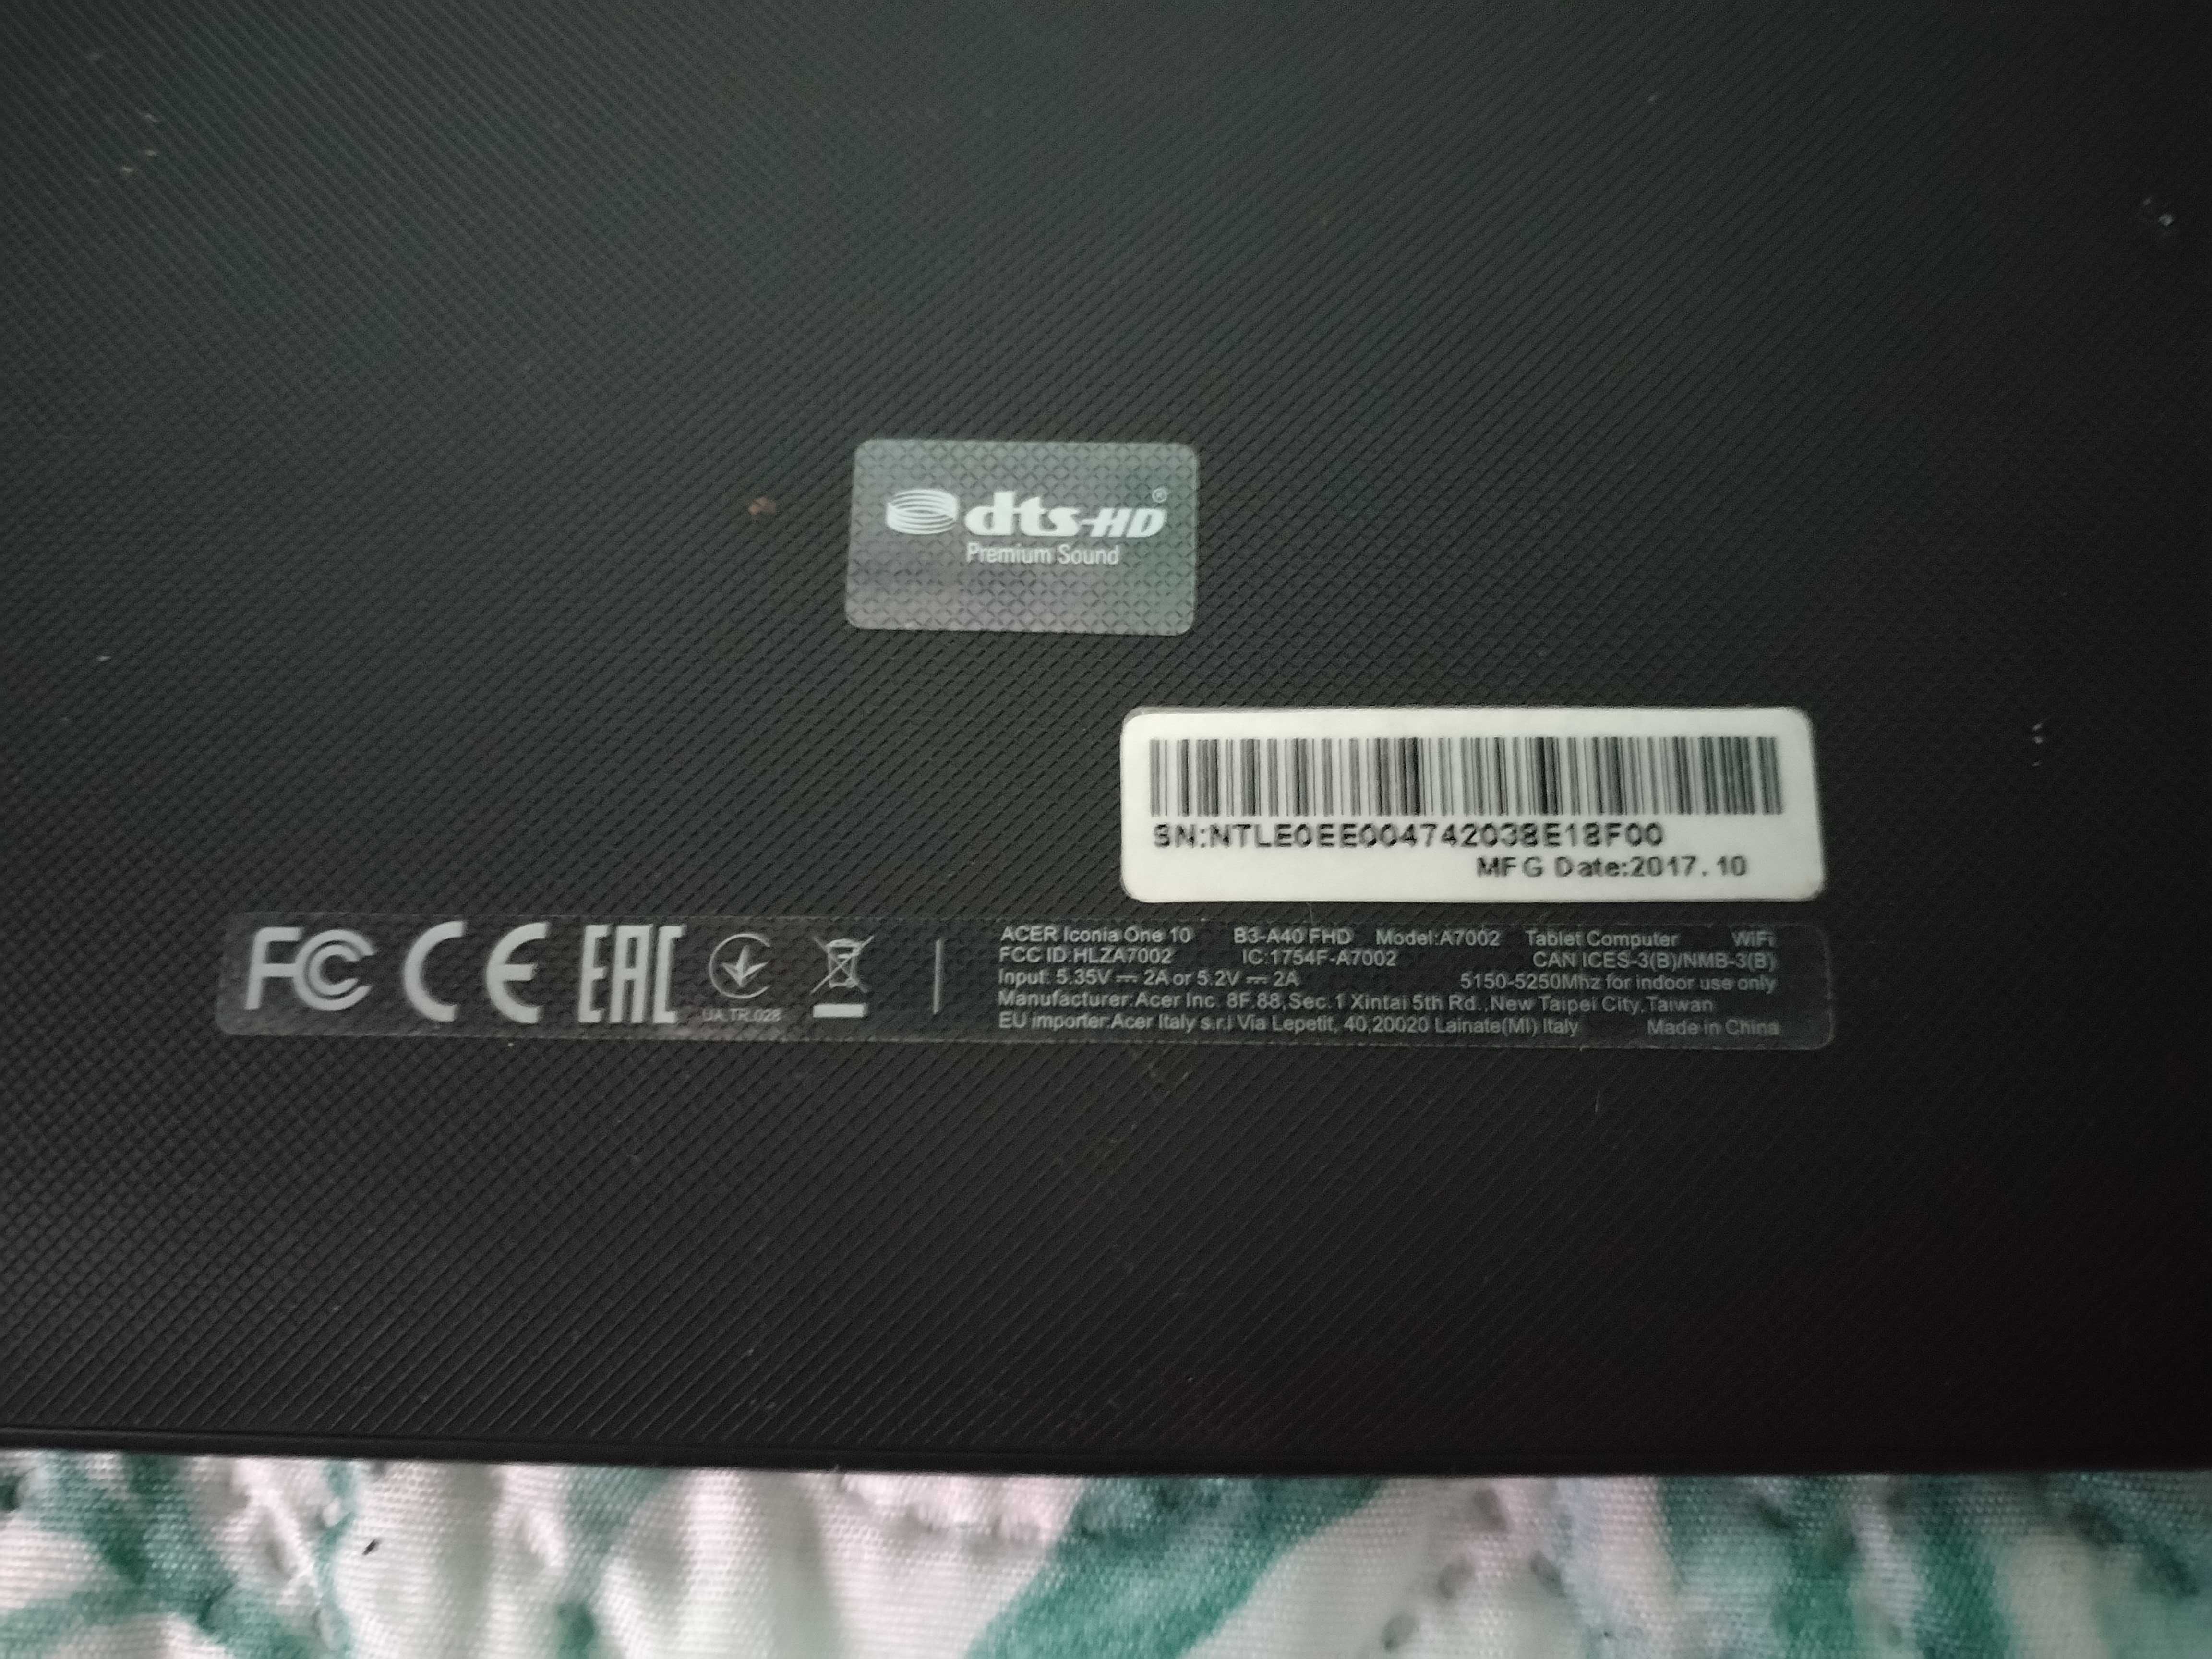 dts-HD®
Premium Sound
SN:NTLE0EE004742038E18F00
MFG Date:2017.10
FC CE EAC
UA.TR.028
ACER Iconia One 10 B3-A40 FHD Model:A7002 Tablet Computer WiFi
FCC ID:HLZA7002 IC:1754F-A7002 CAN ICES-3(B)/NMB-3(B)
Input: 5.35V ⎓ 2A or 5.2V ⎓ 2A 5150-5250Mhz for indoor use only
Manufacturer:Acer Inc. 8F.88,Sec.1 Xintai 5th Rd.,New Taipei City,Taiwan
EU importer:Acer Italy s.r.i Via Lepetit, 40,20020 Lainate(MI) Italy Made in China